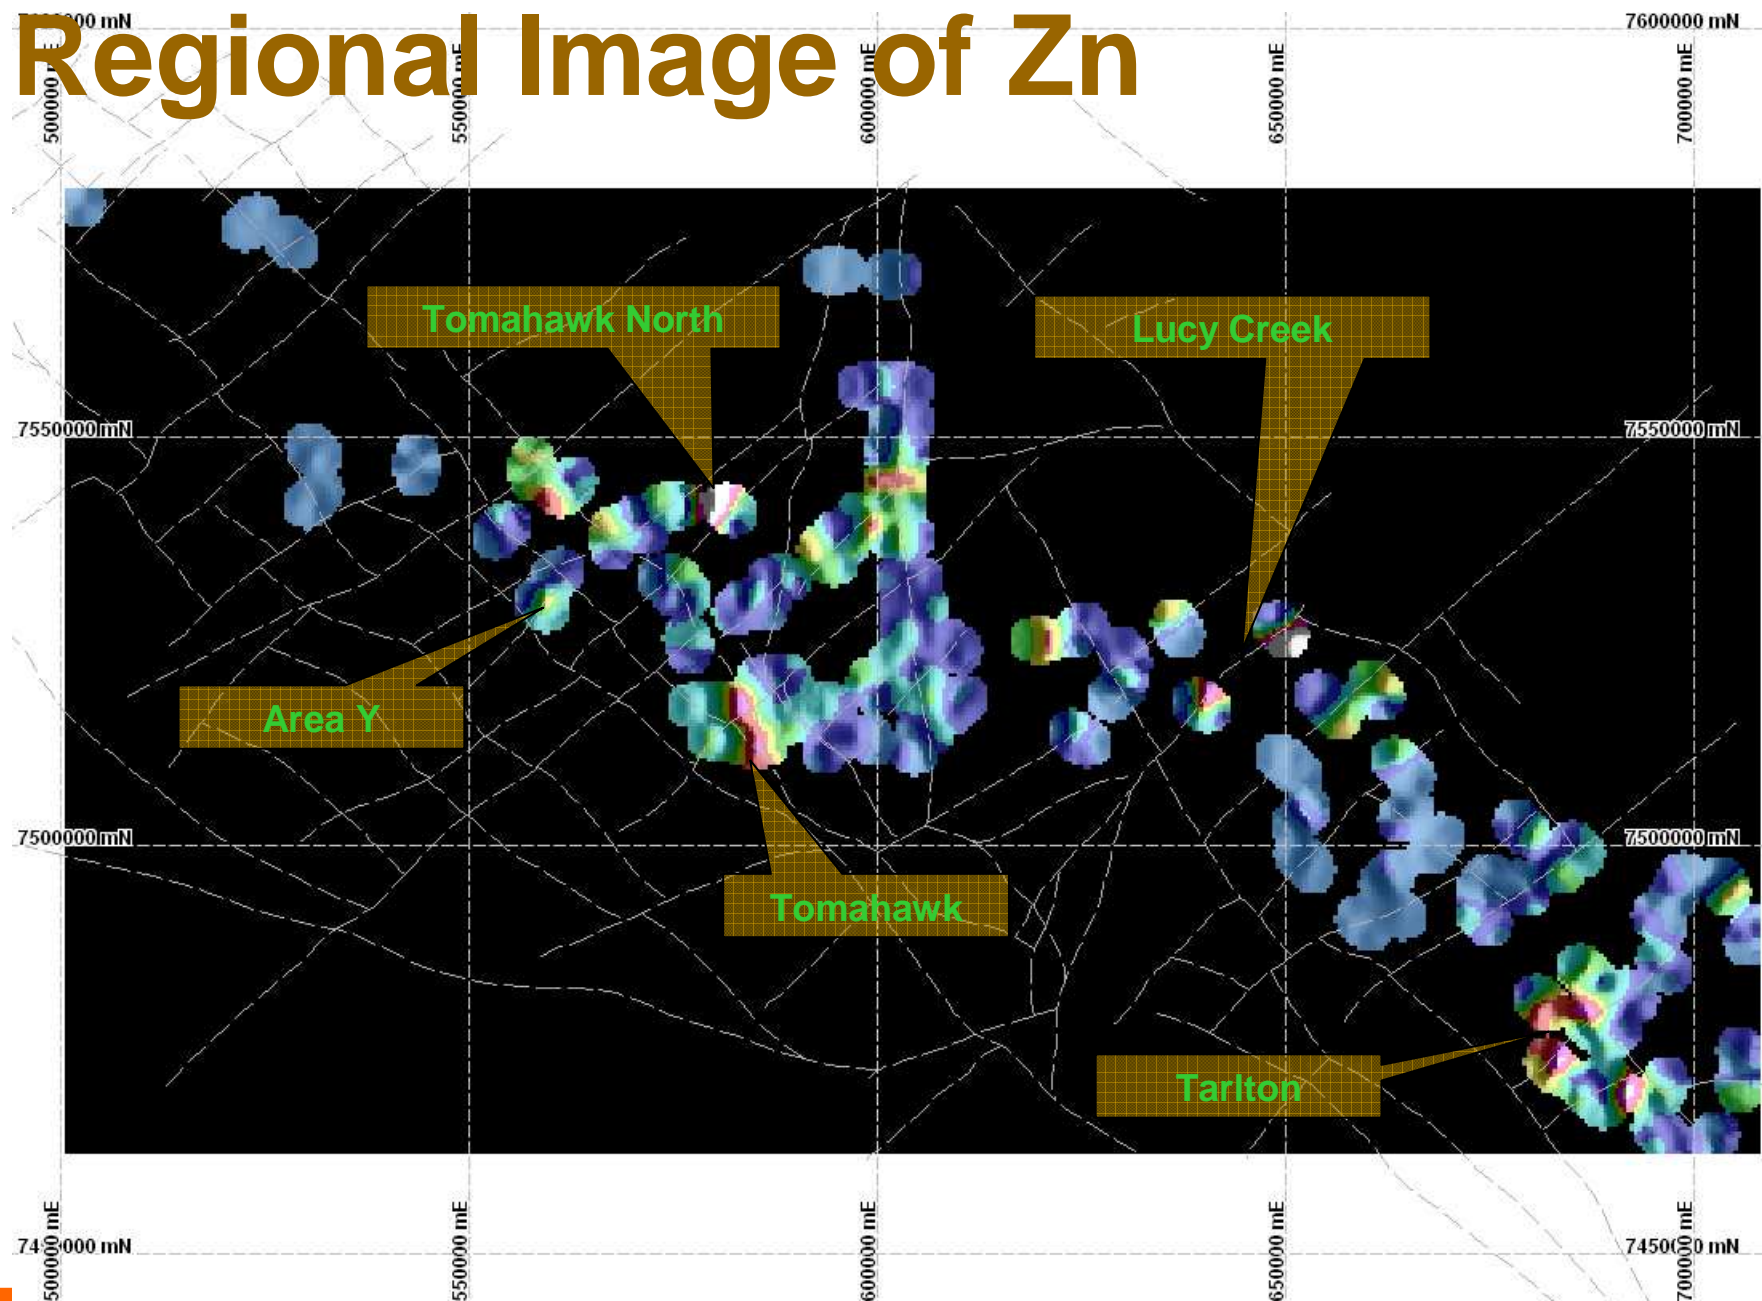 Regional Image of Zn
7600000 mN
550000 mE
600000 mE
650000 mE
700000 mE
Tomahawk North
Lucy Creek
7550000 mN
7550000 mN
Area Y
7500000 mN
7500000 mN
Tomahawk
Tarlton
7450000 mN
500000 mE
550000 mE
600000 mE
650000 mE
700000 mE